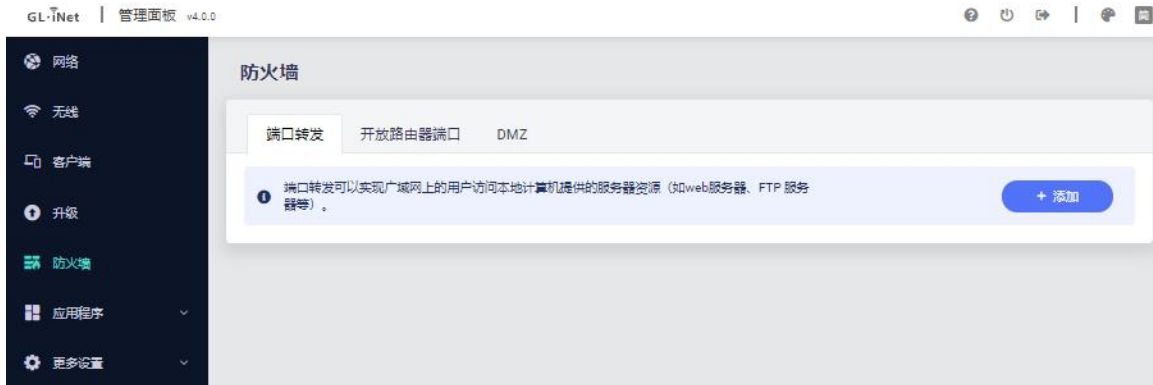 GL·iNet | 管理面板 v4.0.0
简
网络
无线
客户端
升级
防火墙
应用程序
更多设置
防火墙
端口转发 开放路由器端口 DMZ
端口转发可以实现广域网上的用户访问本地计算机提供的服务器资源（如web服务器、FTP 服务
器等）。
+ 添加